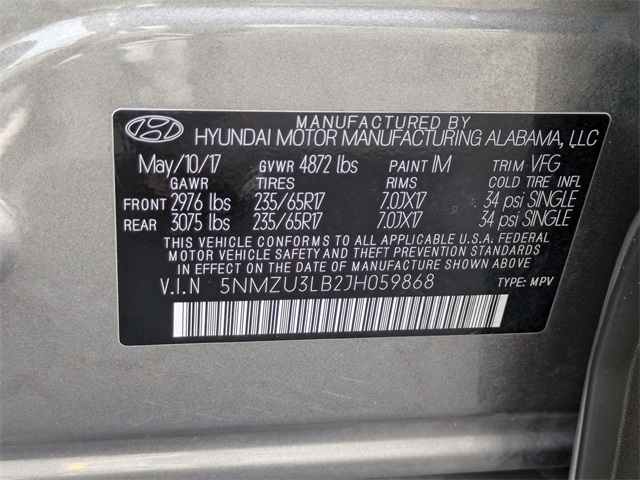 MANUFACTURED BY
HYUNDAI MOTOR MANUFACTURING ALABAMA, LLC
May/10/17 GVWR 4872 lbs PAINT IM TRIM VFG
GAWR TIRES RIMS COLD TIRE INFL
FRONT 2976 lbs 235/65R17 7.0JX17 34 psi SINGLE
REAR 3075 lbs 235/65R17 7.0JX17 34 psi SINGLE
THIS VEHICLE CONFORMS TO ALL APPLICABLE U.S.A. FEDERAL
MOTOR VEHICLE SAFETY AND THEFT PREVENTION STANDARDS
IN EFFECT ON THE DATE OF MANUFACTURE SHOWN ABOVE
V.I.N 5NMZU3LB2JH059868 TYPE: MPV